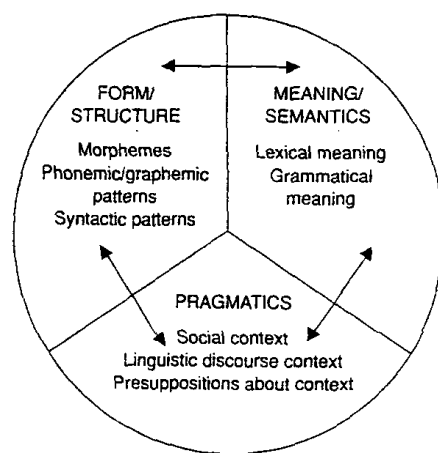 FORM/
STRUCTURE
Morphemes
Phonemic/graphemic
patterns
Syntactic patterns
MEANING/
SEMANTICS
Lexical meaning
Grammatical
meaning
PRAGMATICS
Social context
Linguistic discourse context
Presuppositions about context